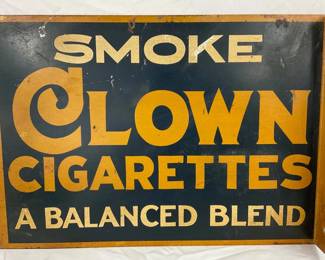 SMOKE
CLOWN
CIGARETTES
A BALANCED BLEND